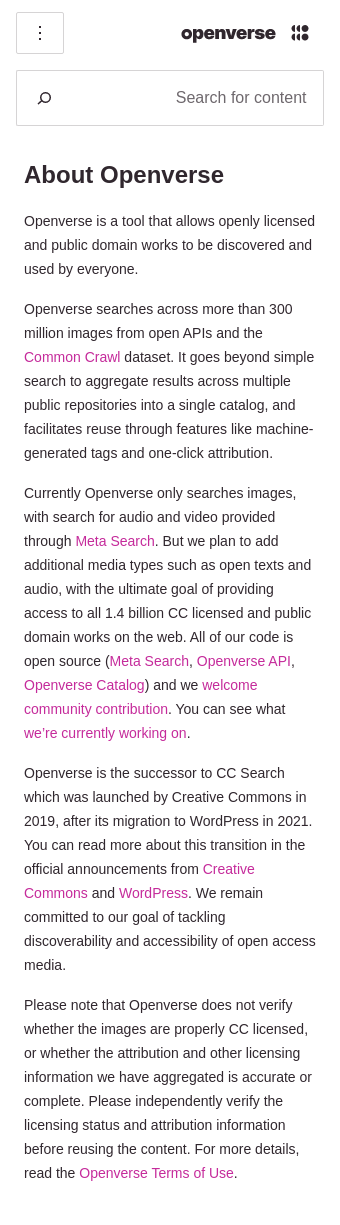 openverse
Search for content
About Openverse
Openverse is a tool that allows openly licensed
and public domain works to be discovered and
used by everyone.
Openverse searches across more than 300
million images from open APIs and the
Common Crawl dataset. It goes beyond simple
search to aggregate results across multiple
public repositories into a single catalog, and
facilitates reuse through features like machine-
generated tags and one-click attribution.
Currently Openverse only searches images,
with search for audio and video provided
through Meta Search. But we plan to add
additional media types such as open texts and
audio, with the ultimate goal of providing
access to all 1.4 billion CC licensed and public
domain works on the web. All of our code is
open source (Meta Search, Openverse API,
Openverse Catalog) and we welcome
community contribution. You can see what
we’re currently working on.
Openverse is the successor to CC Search
which was launched by Creative Commons in
2019, after its migration to WordPress in 2021.
You can read more about this transition in the
official announcements from Creative
Commons and WordPress. We remain
committed to our goal of tackling
discoverability and accessibility of open access
media.
Please note that Openverse does not verify
whether the images are properly CC licensed,
or whether the attribution and other licensing
information we have aggregated is accurate or
complete. Please independently verify the
licensing status and attribution information
before reusing the content. For more details,
read the Openverse Terms of Use.